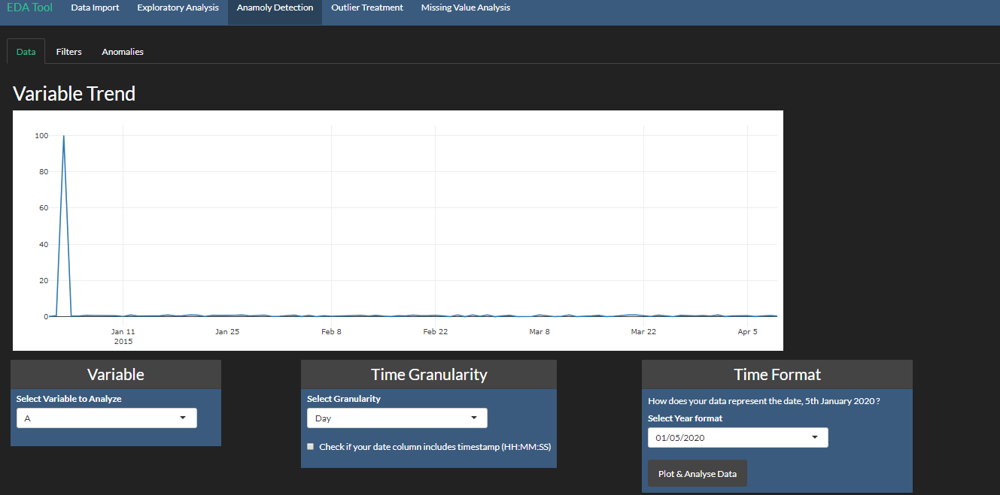 EDA Tool Data Import Exploratory Analysis Anamoly Detection Outlier Treatment Missing Value Analysis
Data Filters Anomalies
Variable Trend
100
80
60
40
20
0
Jan 11 Jan 25 Feb 8 Feb 22 Mar 8 Mar 22 Apr 5
2015
Variable Time Granularity Time Format
Select Variable to Analyze
A
Select Granularity
Day
Check if your date column includes timestamp (HH:MM:SS)
How does your data represent the date, 5th January 2020 ?
Select Year format
01/05/2020
Plot & Analyse Data